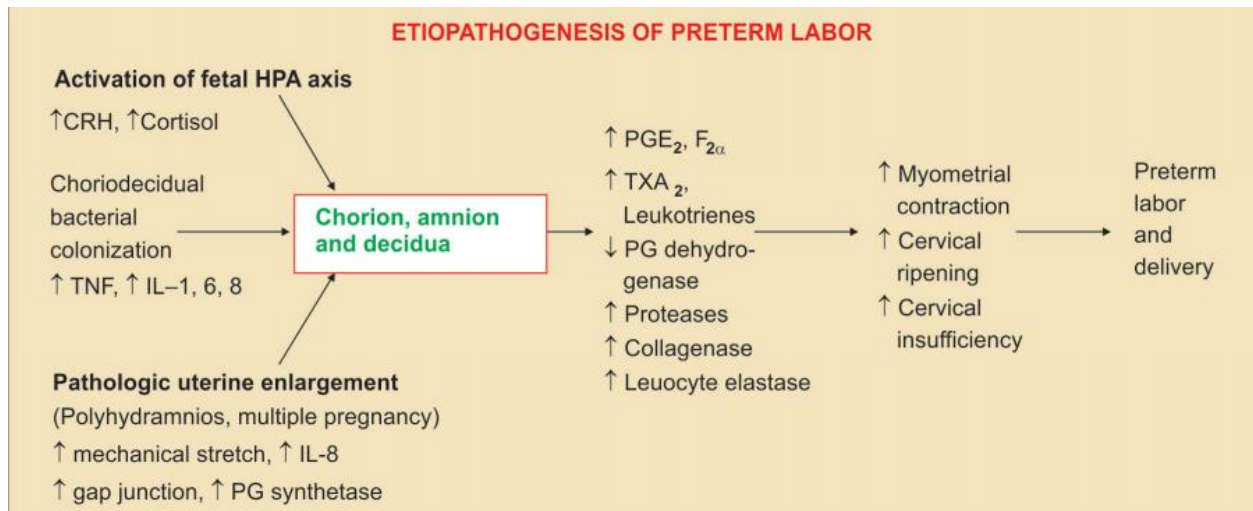 ETIOPATHOGENESIS OF PRETERM LABOR
Activation of fetal HPA axis
↑CRH, ↑Cortisol
Choriodecidual
bacterial
colonization
↑ TNF, ↑ IL–1, 6, 8
Pathologic uterine enlargement
(Polyhydramnios, multiple pregnancy)
↑ mechanical stretch, ↑ IL-8
↑ gap junction, ↑ PG synthetase
Chorion, amnion
and decidua
↑ PGE₂, F₂α
↑ TXA ₂,
Leukotrienes
↓ PG dehydro-
genase
↑ Proteases
↑ Collagenase
↑ Leuocyte elastase
↑ Myometrial
contraction
↑ Cervical
ripening
↑ Cervical
insufficiency
Preterm
labor
and
delivery